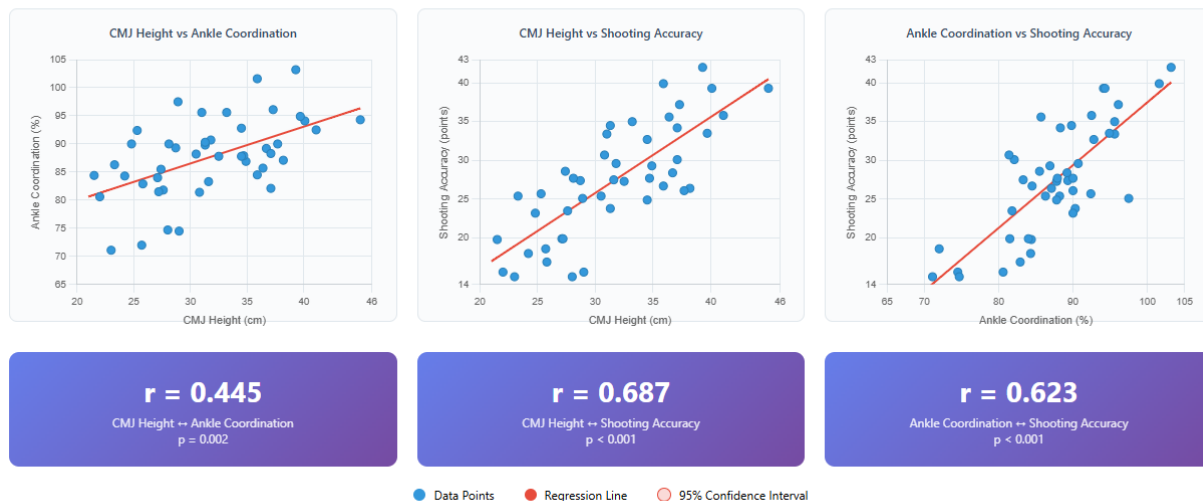 CMJ Height vs Ankle Coordination
Ankle Coordination (%)
105
100
95
90
85
80
75
70
65
20
25
30
35
40
46
CMJ Height (cm)
CMJ Height vs Shooting Accuracy
Shooting Accuracy (points)
43
40
35
30
25
20
14
20
25
30
35
40
46
CMJ Height (cm)
Ankle Coordination vs Shooting Accuracy
Shooting Accuracy (points)
43
40
35
30
25
20
14
65
70
80
90
100
105
Ankle Coordination (%)
r = 0.445
CMJ Height ↔ Ankle Coordination
p = 0.002
r = 0.687
CMJ Height ↔ Shooting Accuracy
p < 0.001
r = 0.623
Ankle Coordination ↔ Shooting Accuracy
p < 0.001
Data Points
Regression Line
95% Confidence Interval